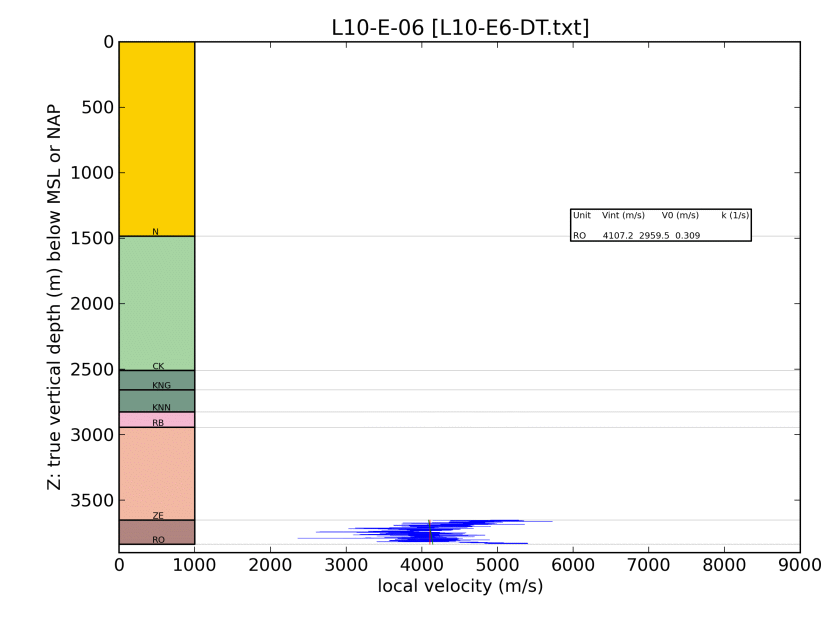 L10-E-06 [L10-E6-DT.txt]
Z: true vertical depth (m) below MSL or NAP
0
500
1000
1500
2000
2500
3000
3500
N
CK
KNG
KNN
RB
ZE
RO
Unit Vint (m/s) V0 (m/s) k (1/s)
RO 4107.2 2959.5 0.309
0 1000 2000 3000 4000 5000 6000 7000 8000 9000
local velocity (m/s)